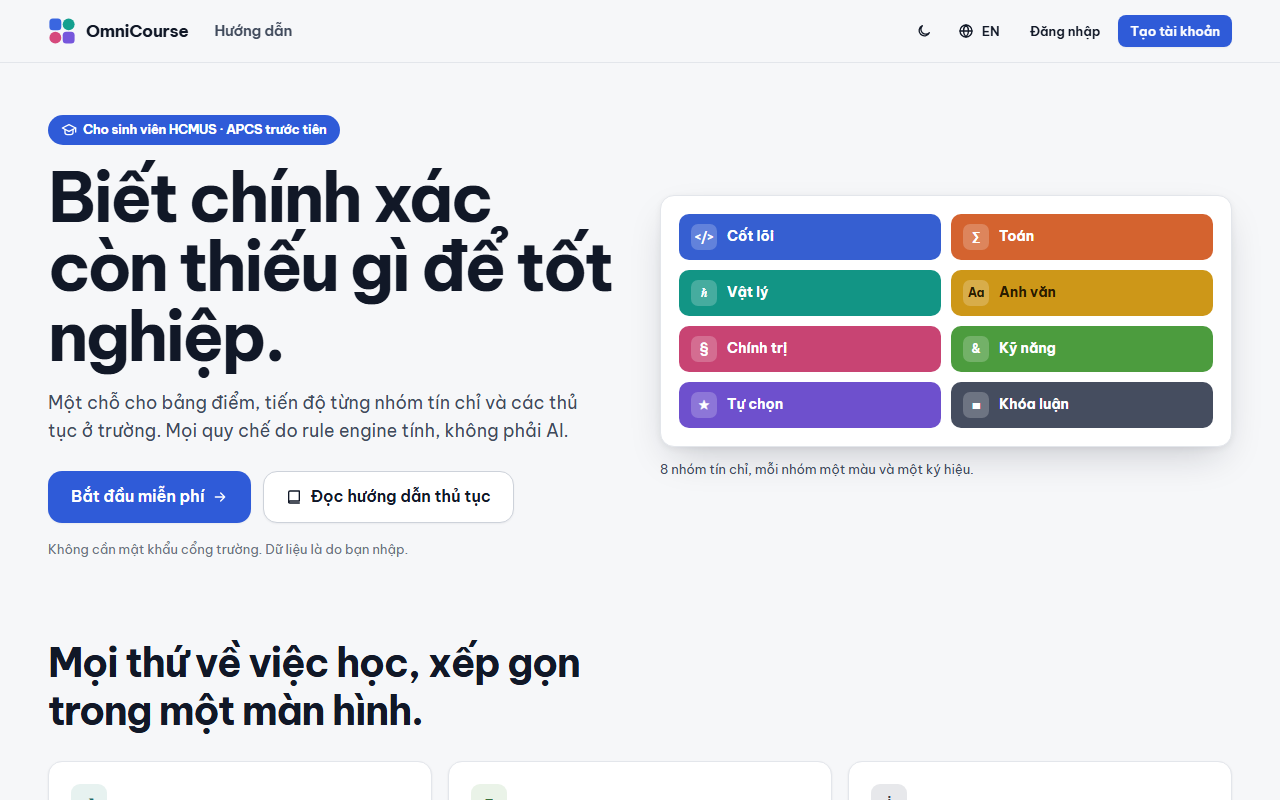 OmniCourse
Hướng dẫn
EN
Đăng nhập
Tạo tài khoản
Cho sinh viên HCMUS · APCS trước tiên
Biết chính xác
còn thiếu gì để tốt
nghiệp.
Một chỗ cho bảng điểm, tiến độ từng nhóm tín chỉ và các thủ
tục ở trường. Mọi quy chế do rule engine tính, không phải AI.
Bắt đầu miễn phí →
Đọc hướng dẫn thủ tục
Không cần mật khẩu cổng trường. Dữ liệu là do bạn nhập.
</> Cốt lõi
∑ Toán
ℏ Vật lý
Aa Anh văn
§ Chính trị
& Kỹ năng
★ Tự chọn
■ Khóa luận
8 nhóm tín chỉ, mỗi nhóm một màu và một ký hiệu.
Mọi thứ về việc học, xếp gọn
trong một màn hình.